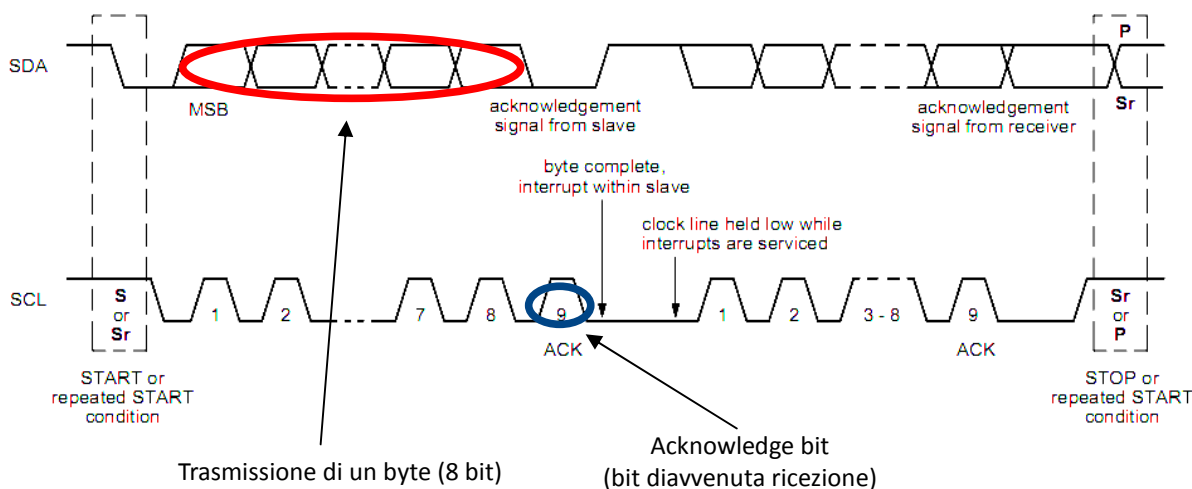 P
SDA
MSB
acknowledgement
signal from slave
acknowledgement
signal from receiver
Sr
byte complete,
interrupt within slave
clock line held low while
interrupts are serviced
SCL
S
or
Sr
1
2
7
8
9
1
2
3 - 8
9
Sr
or
P
ACK
ACK
START or
repeated START
condition
STOP or
repeated START
condition
Trasmissione di un byte (8 bit)
Acknowledge bit
(bit diavvenuta ricezione)